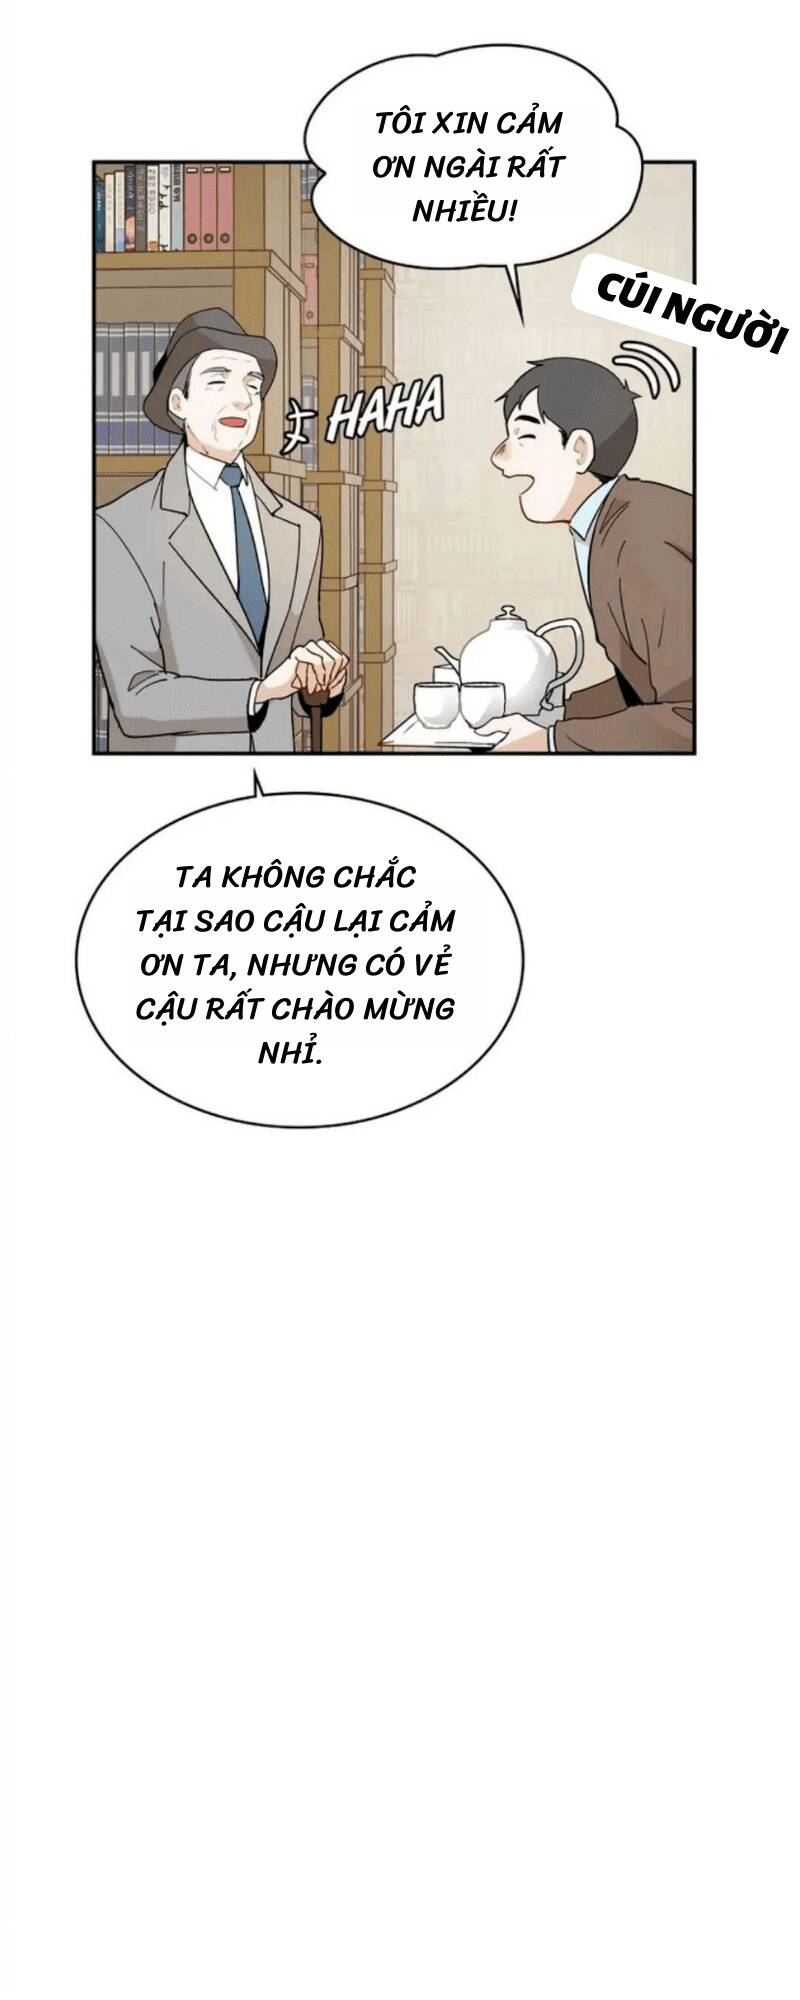 TÔI XIN CẢM
ƠN NGÀI RẤT
NHIỀU!
CÚI NGƯỜI
HAHA
TA KHÔNG CHẮC
TẠI SAO CẬU LẠI CẢM
ƠN TA, NHƯNG CÓ VẺ
CẬU RẤT CHÀO MỪNG
NHỈ.